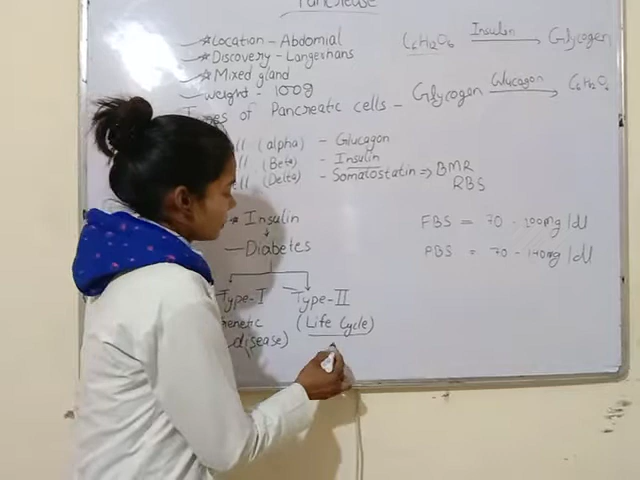 Pancrease
☆ Location - Abdomial
☆ Discovery - Langerhans
☆ Mixed gland
- weight - 100g
Types of Pancreatic cells -
(alpha) - Glucagon
(Beta) - Insulin
(Delta) - Somatostatin ⇒ BMR
RBS
C6H12O6 Insulin → Glycogen
Glycogen Glucagon → C6H12O6
FBS = 70 - 100mg/dl
PBS = 70 - 140mg/dl
Insulin
↓
Diabetes
Type-I Type-II
Genetic disease)
(Life Cycle)